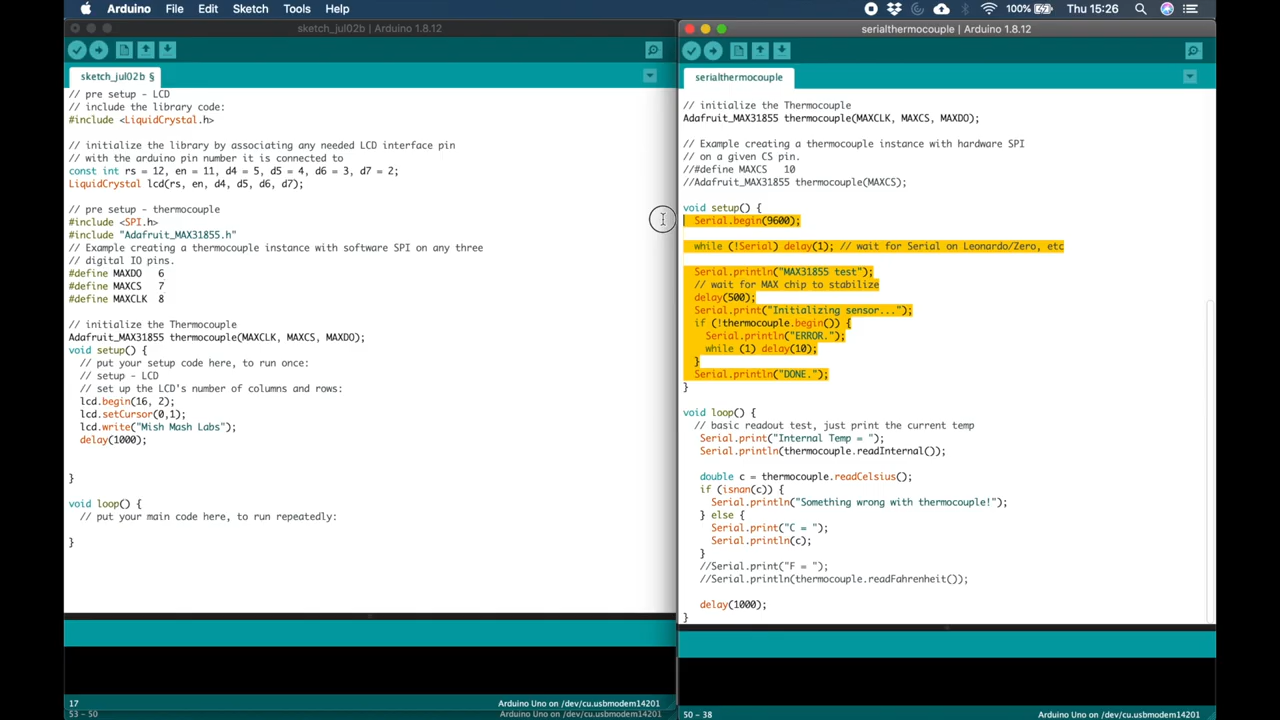 Arduino File Edit Sketch Tools Help 100% Thu 15:26
sketch_jul02b | Arduino 1.8.12
sketch_jul02b §
// pre setup - LCD
// include the library code:
#include <LiquidCrystal.h>
// initialize the library by associating any needed LCD interface pin
// with the arduino pin number it is connected to
const int rs = 12, en = 11, d4 = 5, d5 = 4, d6 = 3, d7 = 2;
LiquidCrystal lcd(rs, en, d4, d5, d6, d7);
// pre setup - thermocouple
#include <SPI.h>
#include "Adafruit_MAX31855.h"
// Example creating a thermocouple instance with software SPI on any three
// digital IO pins.
#define MAXDO 6
#define MAXCS 7
#define MAXCLK 8
// initialize the Thermocouple
Adafruit_MAX31855 thermocouple(MAXCLK, MAXCS, MAXDO);
void setup() {
// put your setup code here, to run once:
// setup - LCD
// set up the LCD's number of columns and rows:
lcd.begin(16, 2);
lcd.setCursor(0,1);
lcd.write("Mish Mash Labs");
delay(1000);
}
void loop() {
// put your main code here, to run repeatedly:
}
17 Arduino Uno on /dev/cu.usbmodem14201
53 - 50 Arduino Uno on /dev/cu.usbmodem14201
serialthermocouple | Arduino 1.8.12
serialthermocouple
// initialize the Thermocouple
Adafruit_MAX31855 thermocouple(MAXCLK, MAXCS, MAXDO);
// Example creating a thermocouple instance with hardware SPI
// on a given CS pin.
//#define MAXCS 10
//Adafruit_MAX31855 thermocouple(MAXCS);
void setup() {
Serial.begin(9600);
while (!Serial) delay(1); // wait for Serial on Leonardo/Zero, etc
Serial.println("MAX31855 test");
// wait for MAX chip to stabilize
delay(500);
Serial.print("Initializing sensor...");
if (!thermocouple.begin()) {
Serial.println("ERROR.");
while (1) delay(10);
}
Serial.println("DONE.");
}
void loop() {
// basic readout test, just print the current temp
Serial.print("Internal Temp = ");
Serial.println(thermocouple.readInternal());
double c = thermocouple.readCelsius();
if (isnan(c)) {
Serial.println("Something wrong with thermocouple!");
} else {
Serial.print("C = ");
Serial.println(c);
}
//Serial.print("F = ");
//Serial.println(thermocouple.readFahrenheit());
delay(1000);
}
50 - 38 Arduino Uno on /dev/cu.usbmodem14201